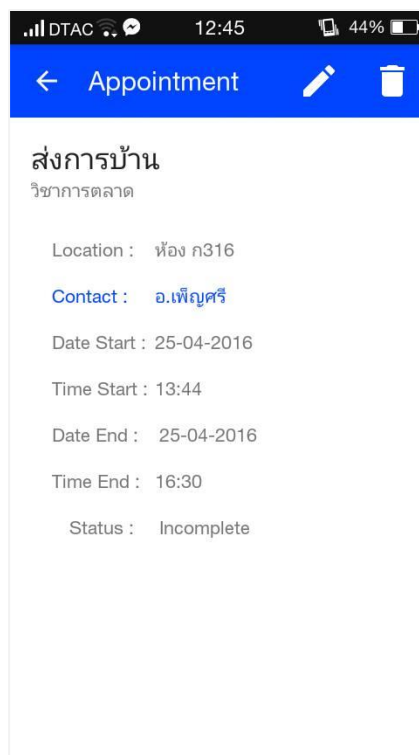 DTAC 12:45 44%
Appointment
ส่งการบ้าน
วิชาการตลาด
Location : ห้อง ก316
Contact : อ.เพ็ญศรี
Date Start : 25-04-2016
Time Start : 13:44
Date End : 25-04-2016
Time End : 16:30
Status : Incomplete